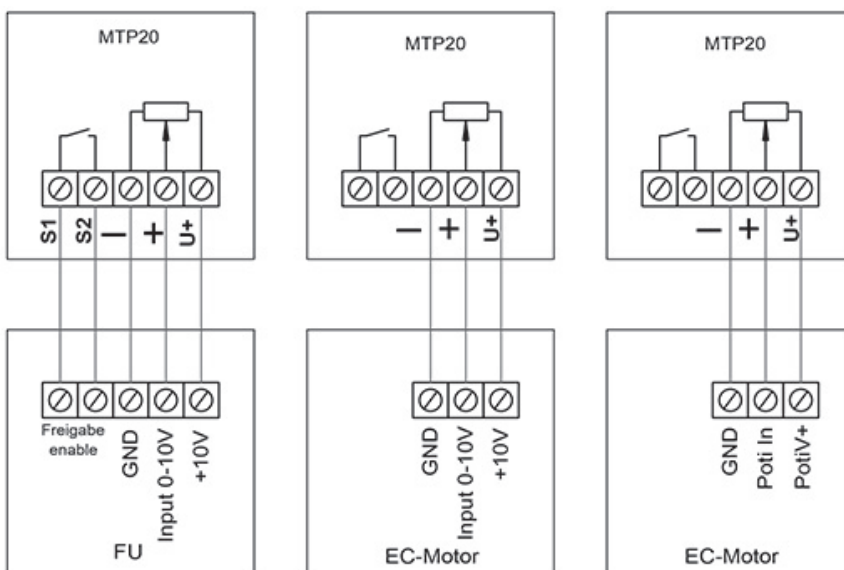 MTP20
S1
S2
—
+
U+
Freigabe
enable
GND
Input 0-10V
+10V
FU
MTP20
—
+
U+
GND
Input 0-10V
+10V
EC-Motor
MTP20
—
+
U+
GND
Poti In
PotiV+
EC-Motor